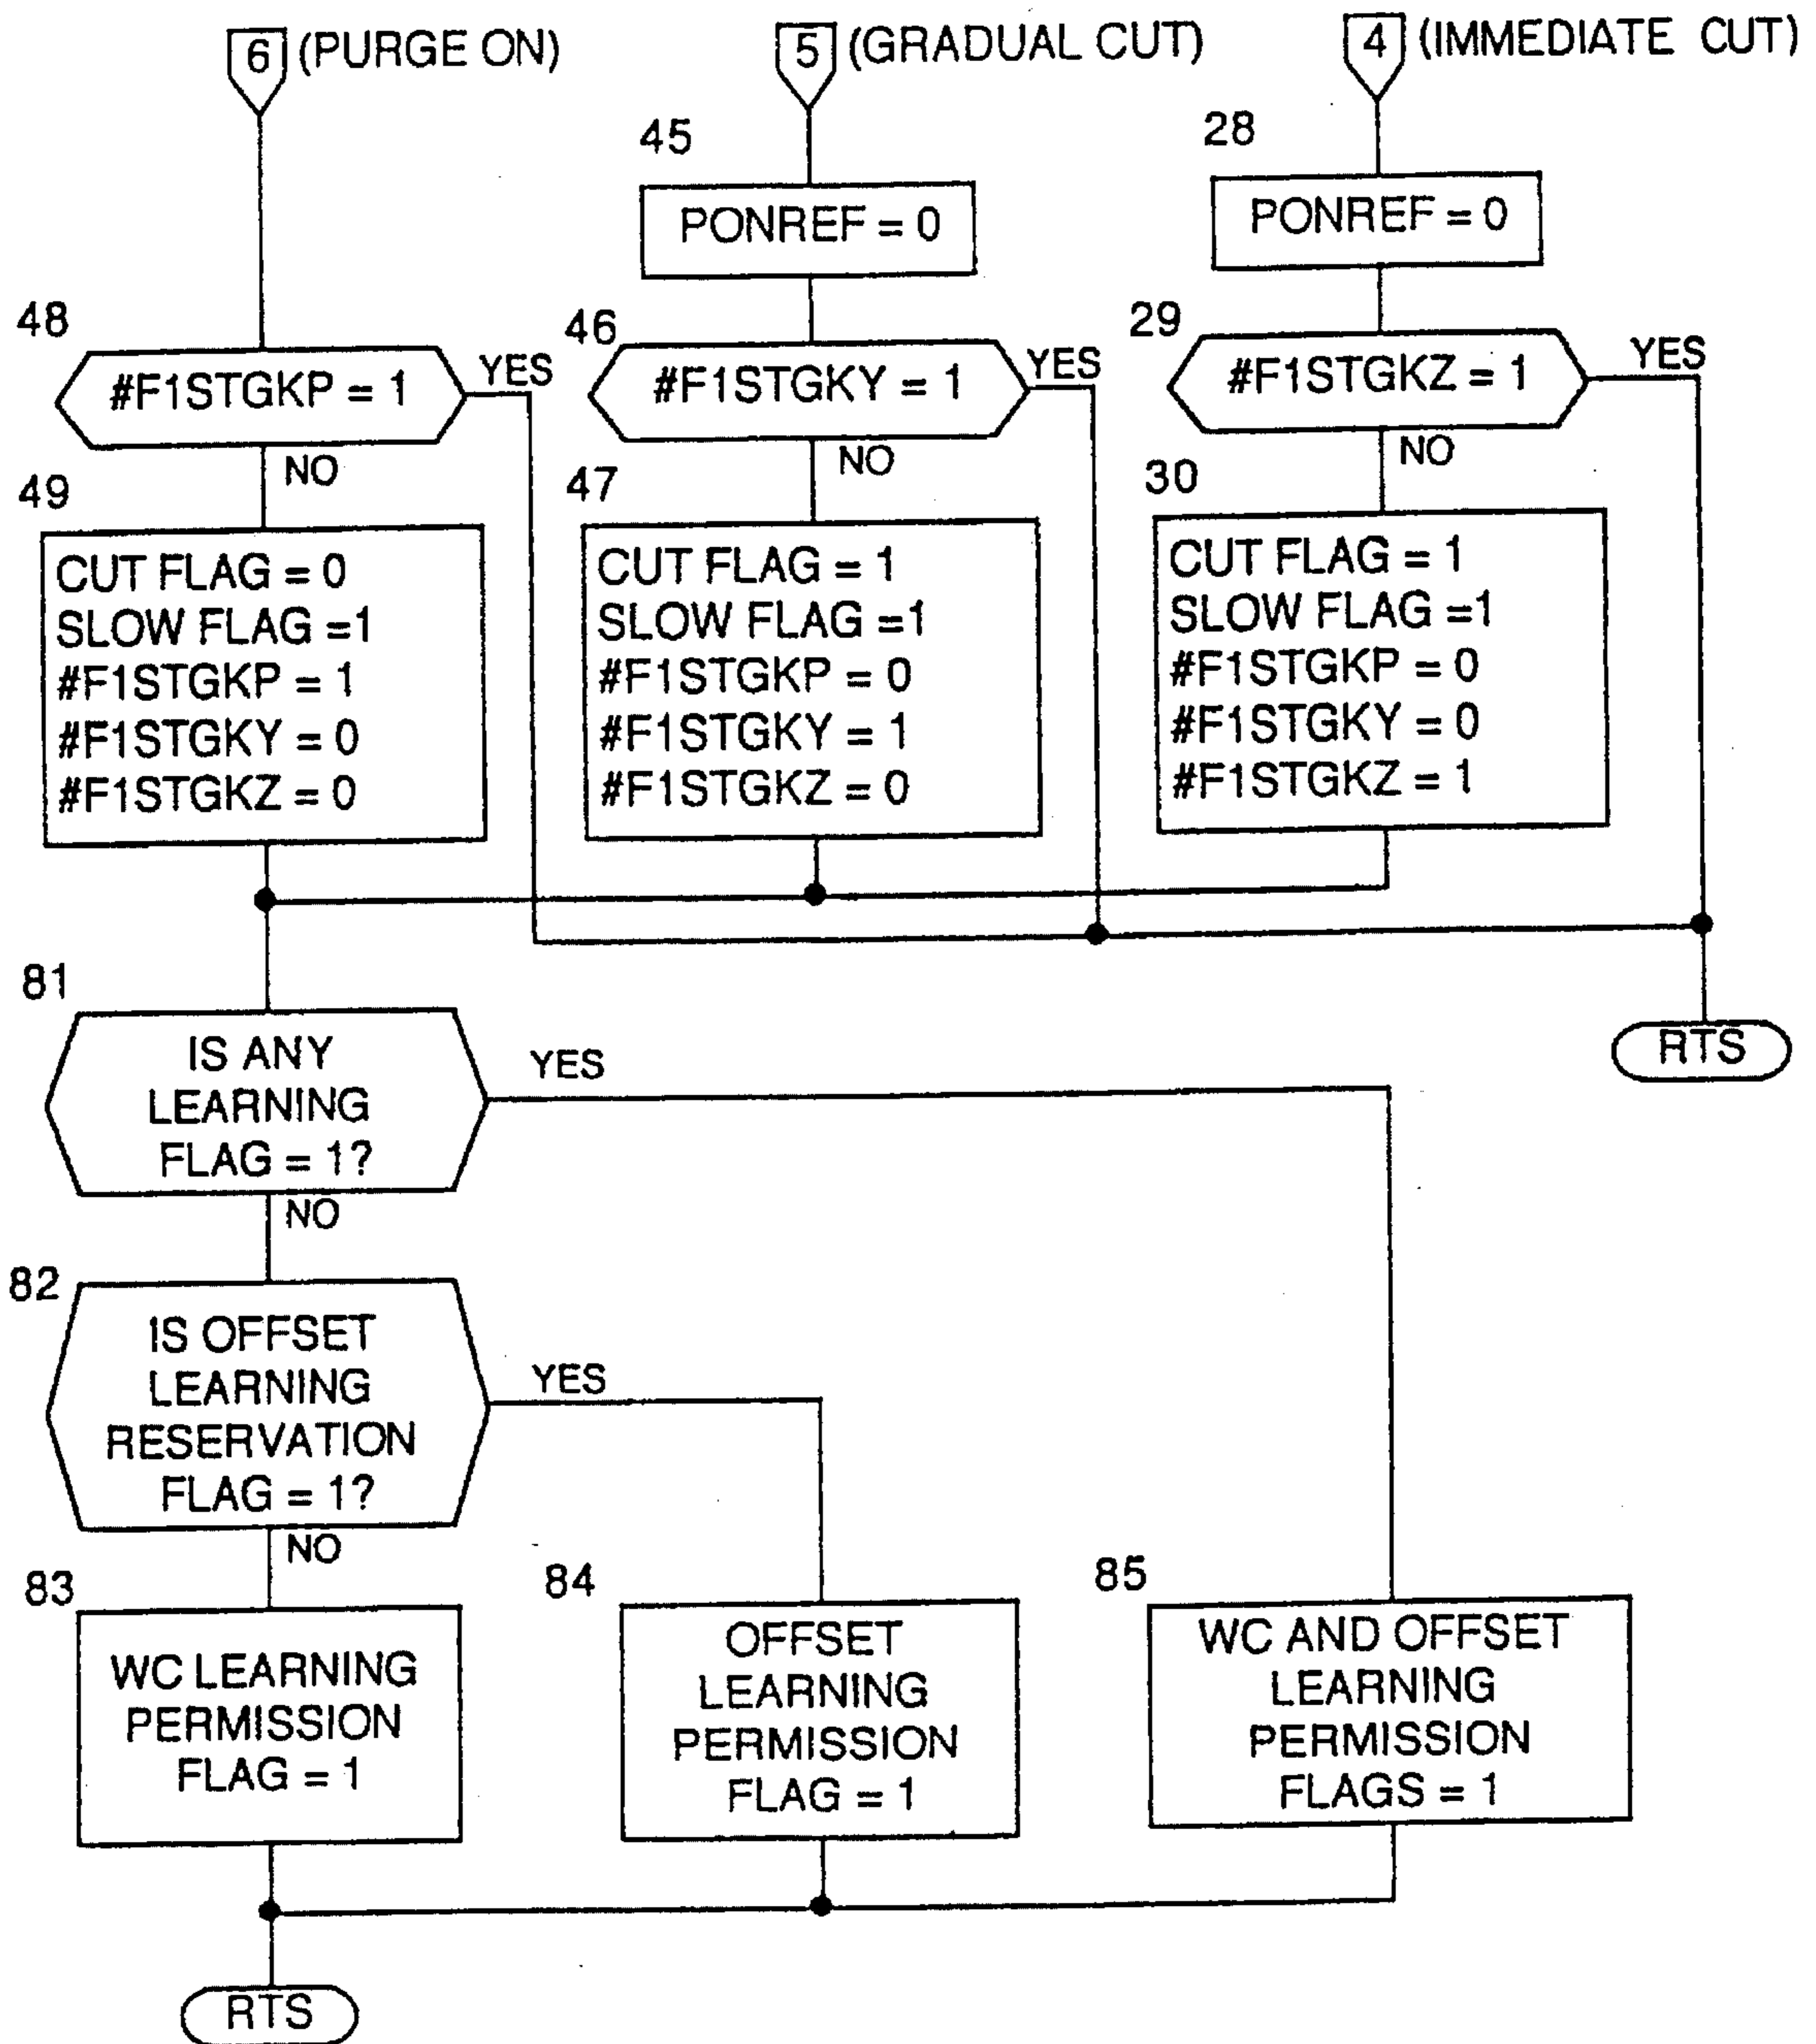 6 (PURGE ON)
5 (GRADUAL CUT)
4 (IMMEDIATE CUT)
45
PONREF = 0
28
PONREF = 0
48
#F1STGKP = 1
YES
NO
46
#F1STGKY = 1
YES
NO
29
#F1STGKZ = 1
YES
NO
49
CUT FLAG = 0
SLOW FLAG =1
#F1STGKP = 1
#F1STGKY = 0
#F1STGKZ = 0
47
CUT FLAG = 1
SLOW FLAG =1
#F1STGKP = 0
#F1STGKY = 1
#F1STGKZ = 0
30
CUT FLAG = 1
SLOW FLAG =1
#F1STGKP = 0
#F1STGKY = 0
#F1STGKZ = 1
RTS
81
IS ANY
LEARNING
FLAG = 1?
YES
NO
82
IS OFFSET
LEARNING
RESERVATION
FLAG = 1?
YES
NO
83
WC LEARNING
PERMISSION
FLAG = 1
84
OFFSET
LEARNING
PERMISSION
FLAG = 1
85
WC AND OFFSET
LEARNING
PERMISSION
FLAGS = 1
RTS